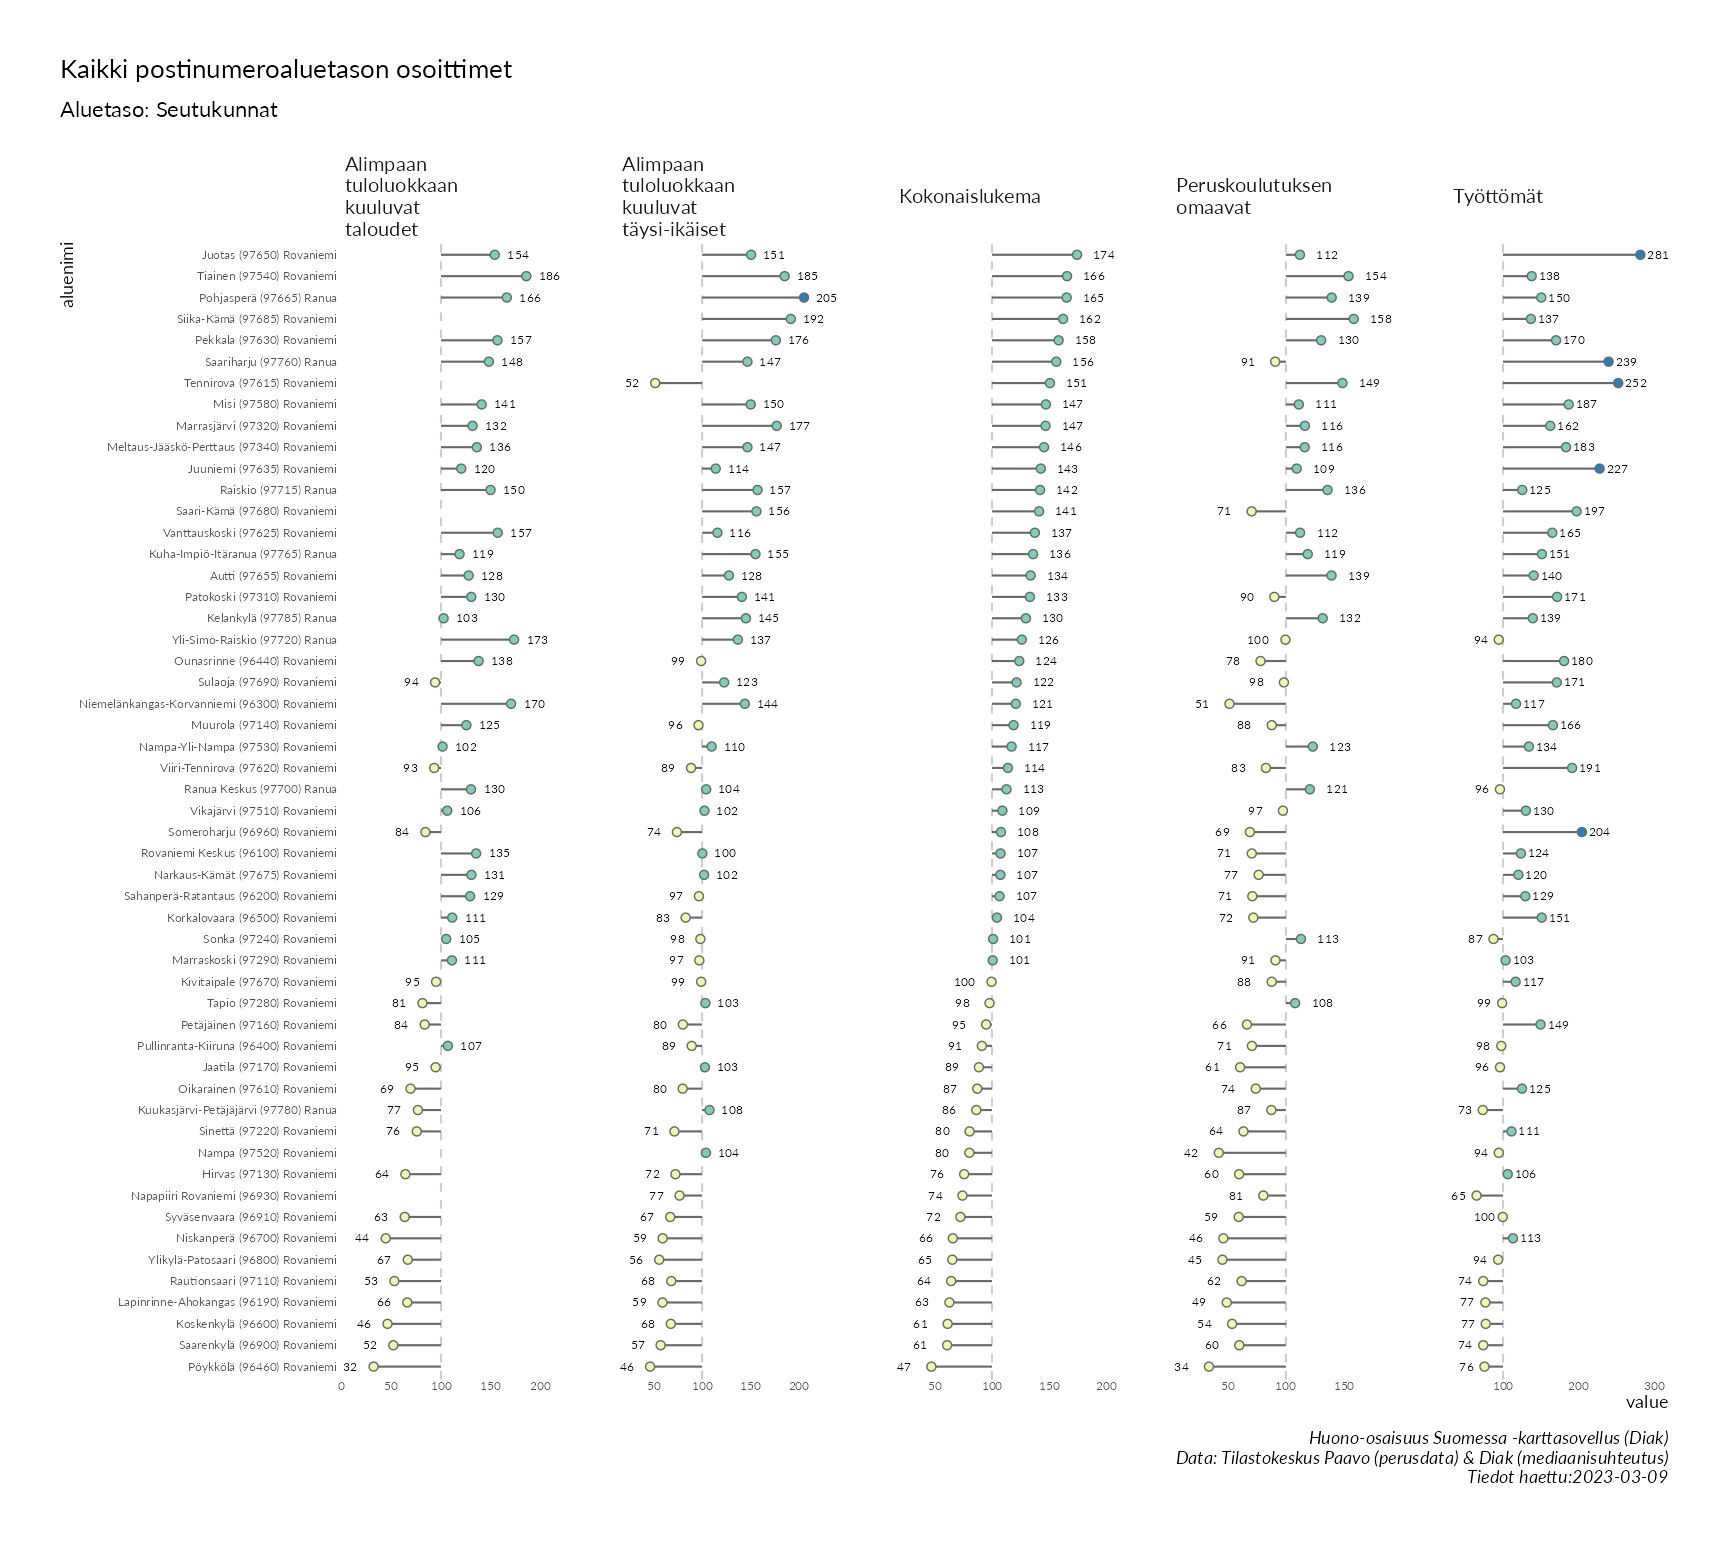 Kaikki postinumeroaluetason osoittimet
Aluetaso: Seutukunnat
Alimpaan
tuloluokkaan
kuuluvat
taloudet
Alimpaan
tuloluokkaan
kuuluvat
täysi-ikäiset
Kokonaislukema
Peruskoulutuksen
omaavat
Työttömät
aluenimi
Juotas (97650) Rovaniemi 154 151 174 112 281
Tiainen (97540) Rovaniemi 186 185 166 154 138
Pohjasperä (97665) Ranua 166 205 165 139 150
Siika-Kämä (97685) Rovaniemi 192 162 158 137
Pekkala (97630) Rovaniemi 157 176 158 130 170
Saariharju (97760) Ranua 148 147 156 91 239
Tennirova (97615) Rovaniemi 52 151 149 252
Misi (97580) Rovaniemi 141 150 147 111 187
Marrasjärvi (97320) Rovaniemi 132 177 147 116 162
Meltaus-Jääskö-Perttaus (97340) Rovaniemi 136 147 146 116 183
Juuniemi (97635) Rovaniemi 120 114 143 109 227
Raiskio (97715) Ranua 150 157 142 136 125
Saari-Kämä (97680) Rovaniemi 156 141 71 197
Vanttauskoski (97625) Rovaniemi 157 116 137 112 165
Kuha-Impiö-Itäranua (97765) Ranua 119 155 136 119 151
Autti (97655) Rovaniemi 128 128 134 139 140
Patokoski (97310) Rovaniemi 130 141 133 90 171
Kelankylä (97785) Ranua 103 145 130 132 139
Yli-Simo-Raiskio (97720) Ranua 173 137 126 100 94
Ounasrinne (96440) Rovaniemi 138 99 124 78 180
Sulaoja (97690) Rovaniemi 94 123 122 98 171
Niemelänkangas-Korvanniemi (96300) Rovaniemi 170 144 121 51 117
Muurola (97140) Rovaniemi 125 96 119 88 166
Nampa-Yli-Nampa (97530) Rovaniemi 102 110 117 123 134
Viiri-Tennirova (97620) Rovaniemi 93 89 114 83 191
Ranua Keskus (97700) Ranua 130 104 113 121 96
Vikajärvi (97510) Rovaniemi 106 102 109 97 130
Someroharju (96960) Rovaniemi 84 74 108 69 204
Rovaniemi Keskus (96100) Rovaniemi 135 100 107 71 124
Narkaus-Kämät (97675) Rovaniemi 131 102 107 77 120
Sahanperä-Ratantaus (96200) Rovaniemi 129 97 107 71 129
Korkalovaara (96500) Rovaniemi 111 83 104 72 151
Sonka (97240) Rovaniemi 105 98 101 113 87
Marraskoski (97290) Rovaniemi 111 97 101 91 103
Kivitaipale (97670) Rovaniemi 95 99 100 88 117
Tapio (97280) Rovaniemi 81 103 98 108 99
Petäjäinen (97160) Rovaniemi 84 80 95 66 149
Pullinranta-Kiiruna (96400) Rovaniemi 107 89 91 71 98
Jaatila (97170) Rovaniemi 95 103 89 61 96
Oikarainen (97610) Rovaniemi 69 80 87 74 125
Kuukasjärvi-Petäjäjärvi (97780) Ranua 77 108 86 87 73
Sinettä (97220) Rovaniemi 76 71 80 64 111
Nampa (97520) Rovaniemi 104 80 42 94
Hirvas (97130) Rovaniemi 64 72 76 60 106
Napapiiri Rovaniemi (96930) Rovaniemi 77 74 81 65
Syväsenvaara (96910) Rovaniemi 63 67 72 59 100
Niskanperä (96700) Rovaniemi 44 59 66 46 113
Ylikylä-Patosaari (96800) Rovaniemi 67 56 65 45 94
Rautionsaari (97110) Rovaniemi 53 68 64 62 74
Lapinrinne-Ahokangas (96190) Rovaniemi 66 59 63 49 77
Koskenkylä (96600) Rovaniemi 46 68 61 54 77
Saarenkylä (96900) Rovaniemi 52 57 61 60 74
Pöykkölä (96460) Rovaniemi 32 46 47 34 76
0 50 100 150 200 50 100 150 200 50 100 150 200 50 100 150 100 200 300
value
Huono-osaisuus Suomessa -karttasovellus (Diak)
Data: Tilastokeskus Paavo (perusdata) & Diak (mediaanisuhteutus)
Tiedot haettu:2023-03-09